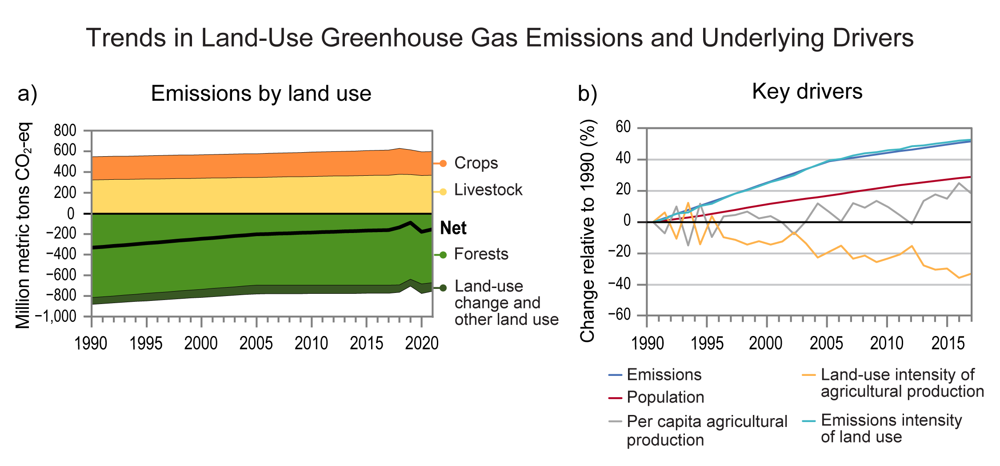 Trends in Land-Use Greenhouse Gas Emissions and Underlying Drivers
a)
Emissions by land use
Million metric tons CO₂-eq
800
600
400
200
0
−200
−400
−600
−800
−1,000
1990
1995
2000
2005
2010
2015
2020
Crops
Livestock
Net
Forests
Land-use
change and
other land use
b)
Key drivers
Change relative to 1990 (%)
60
40
20
0
−20
−40
−60
1990
1995
2000
2005
2010
2015
Emissions
Population
Per capita agricultural
production
Land-use intensity of
agricultural production
Emissions intensity
of land use